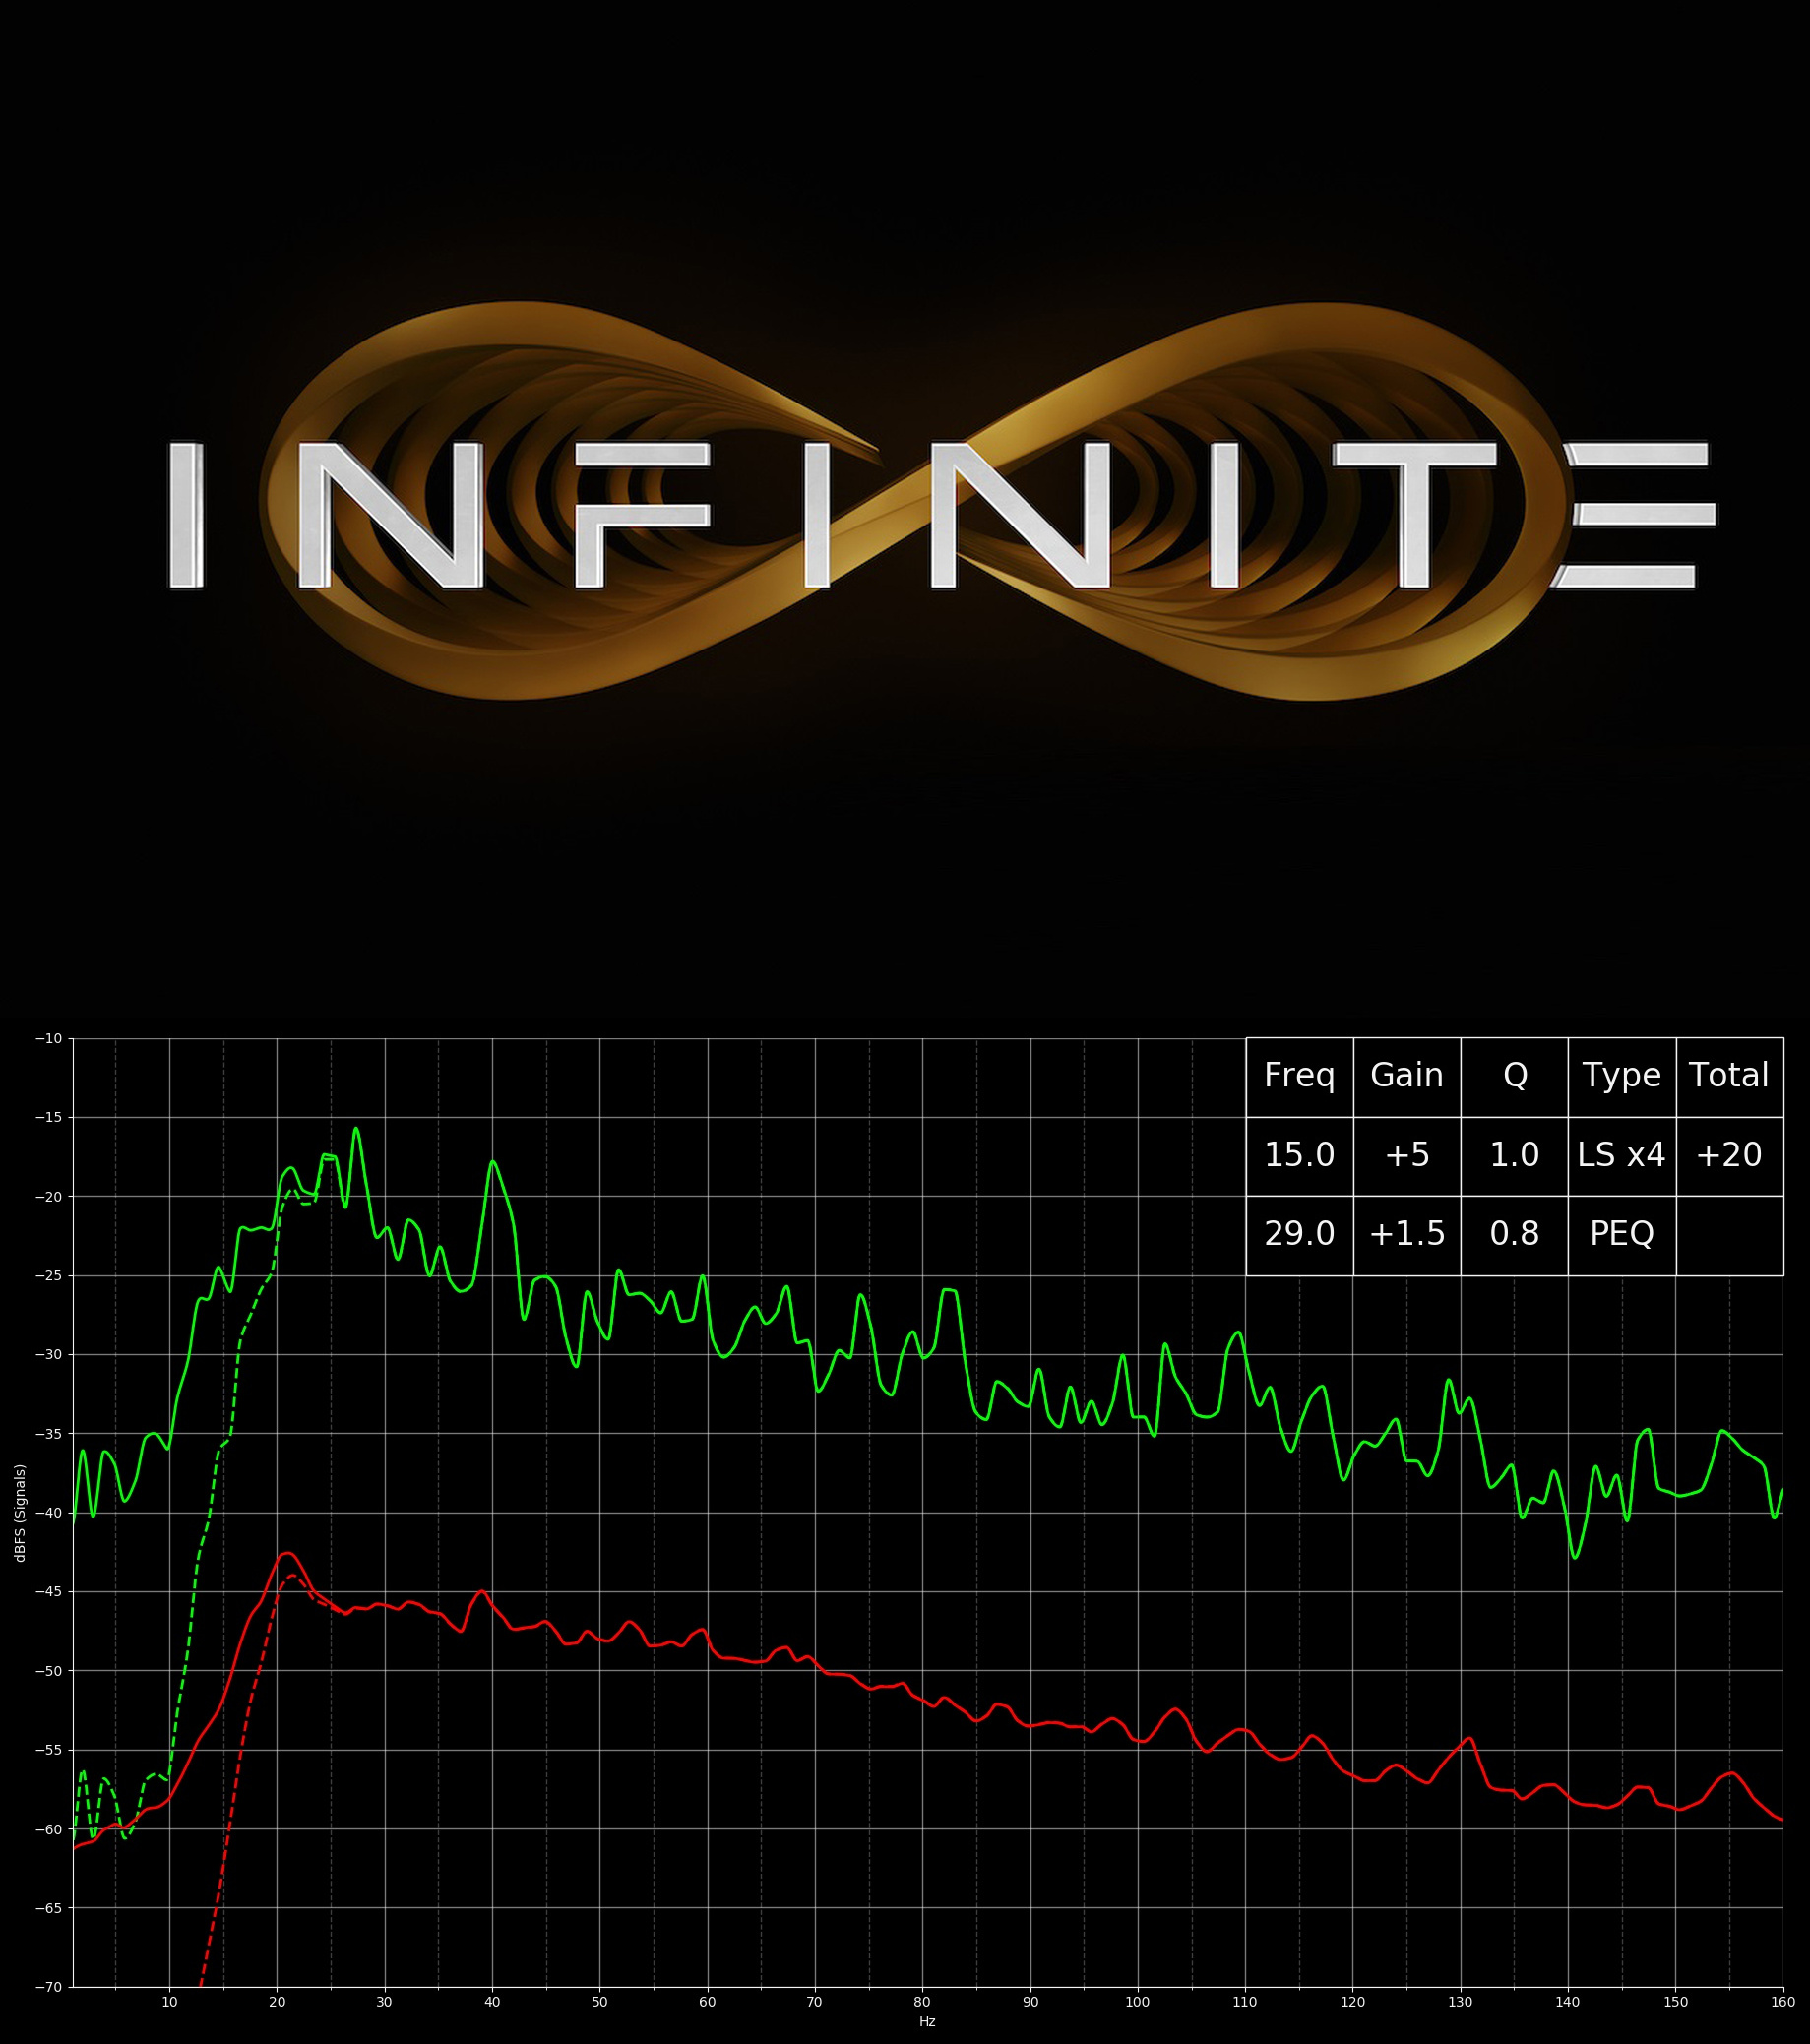 INFINITE
Freq Gain Q Type Total
15.0 +5 1.0 LS x4 +20
29.0 +1.5 0.8 PEQ
−10
−15
−20
−25
−30
−35
−40
−45
−50
−55
−60
−65
−70
dBFS (Signals)
10 20 30 40 50 60 70 80 90 100 110 120 130 140 150 160
Hz